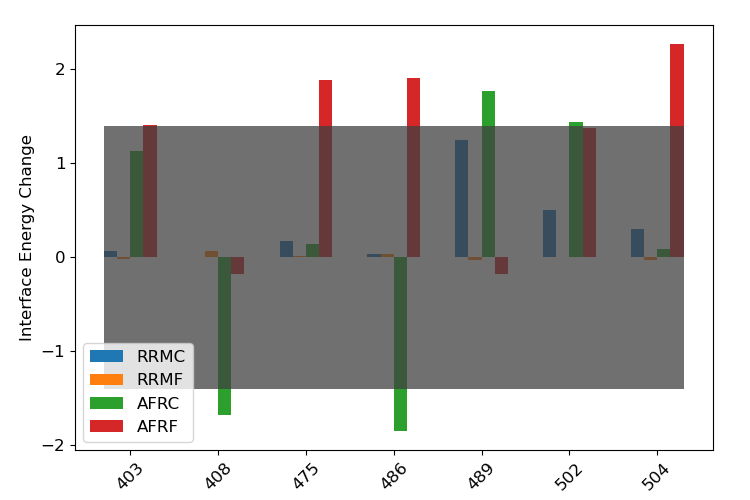 Interface Energy Change
2
1
0
−1
−2
403
408
475
486
489
502
504
RRMC
RRMF
AFRC
AFRF